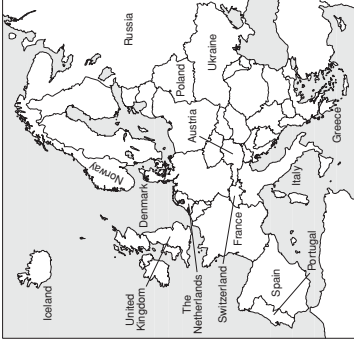 Iceland
Norway
Russia
United
Kingdom
Denmark
The
Netherlands
Poland
Ukraine
Austria
Switzerland
France
Spain
Portugal
Italy
Greece